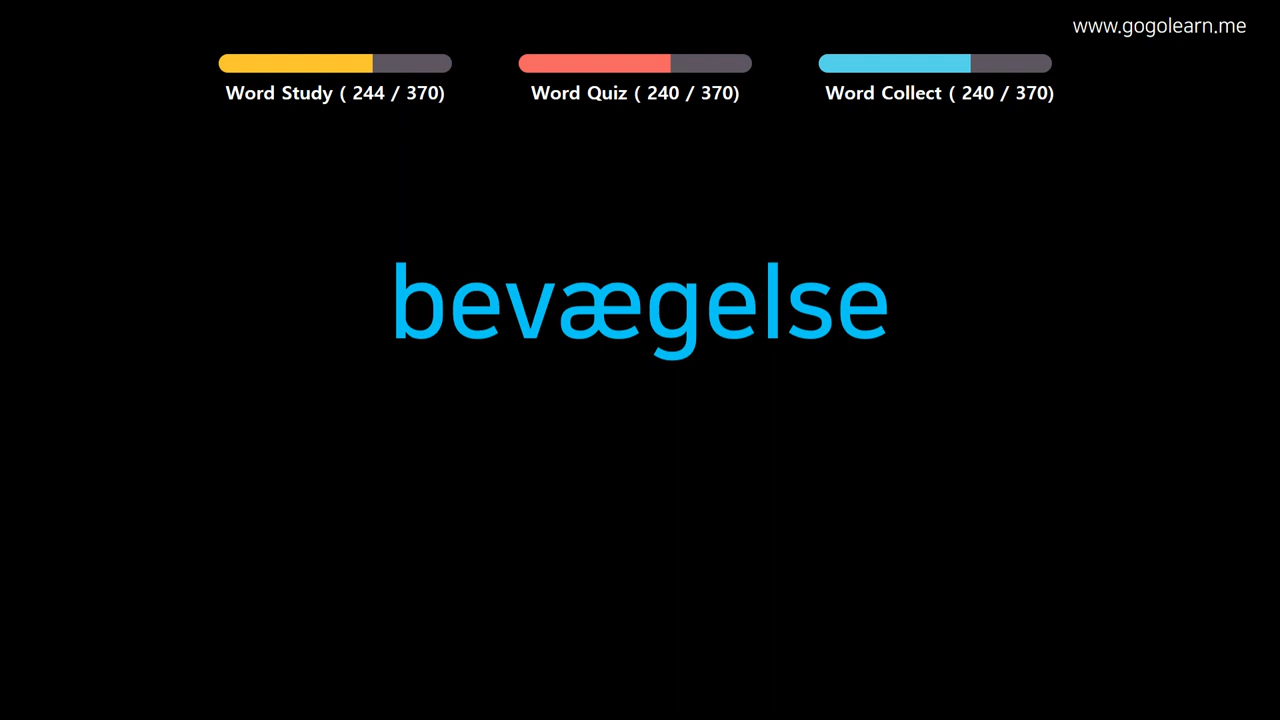 www.gogolearn.me
Word Study ( 244 / 370)
Word Quiz ( 240 / 370)
Word Collect ( 240 / 370)
bevægelse